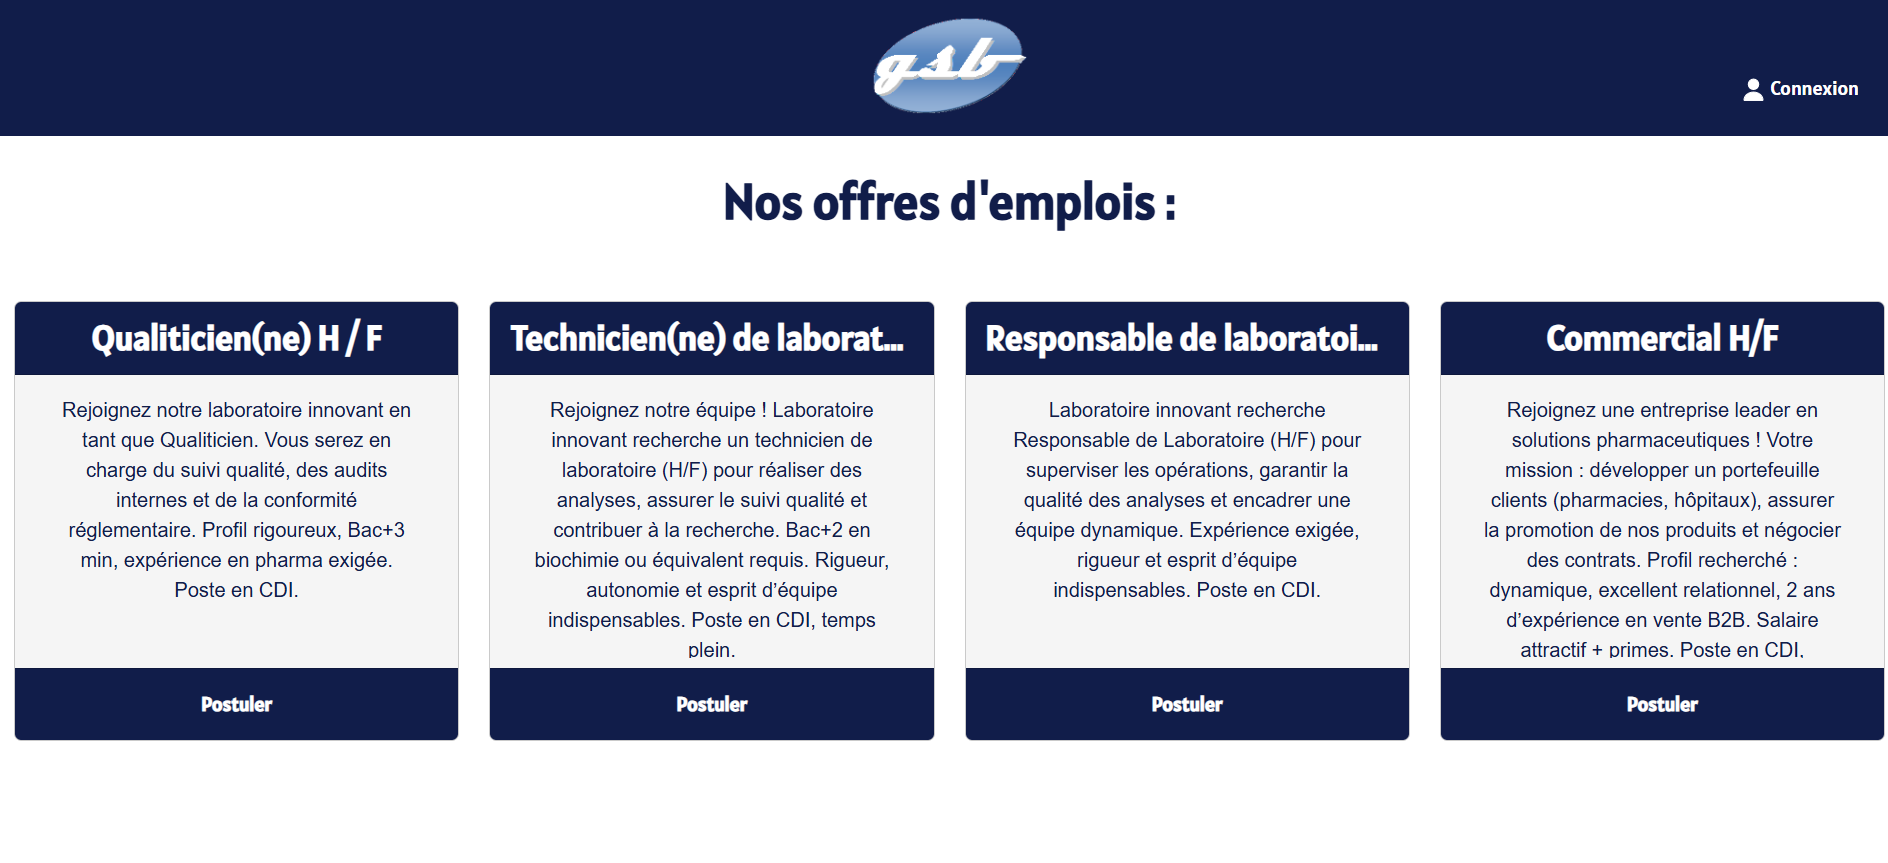 gsb
Connexion
Nos offres d'emplois :
Qualiticien(ne) H / F
Rejoignez notre laboratoire innovant en
tant que Qualiticien. Vous serez en
charge du suivi qualité, des audits
internes et de la conformité
réglementaire. Profil rigoureux, Bac+3
min, expérience en pharma exigée.
Poste en CDI.
Postuler
Technicien(ne) de laborat...
Rejoignez notre équipe ! Laboratoire
innovant recherche un technicien de
laboratoire (H/F) pour réaliser des
analyses, assurer le suivi qualité et
contribuer à la recherche. Bac+2 en
biochimie ou équivalent requis. Rigueur,
autonomie et esprit d’équipe
indispensables. Poste en CDI, temps
plein.
Postuler
Responsable de laboratoi...
Laboratoire innovant recherche
Responsable de Laboratoire (H/F) pour
superviser les opérations, garantir la
qualité des analyses et encadrer une
équipe dynamique. Expérience exigée,
rigueur et esprit d’équipe
indispensables. Poste en CDI.
Postuler
Commercial H/F
Rejoignez une entreprise leader en
solutions pharmaceutiques ! Votre
mission : développer un portefeuille
clients (pharmacies, hôpitaux), assurer
la promotion de nos produits et négocier
des contrats. Profil recherché :
dynamique, excellent relationnel, 2 ans
d’expérience en vente B2B. Salaire
attractif + primes. Poste en CDI,
Postuler